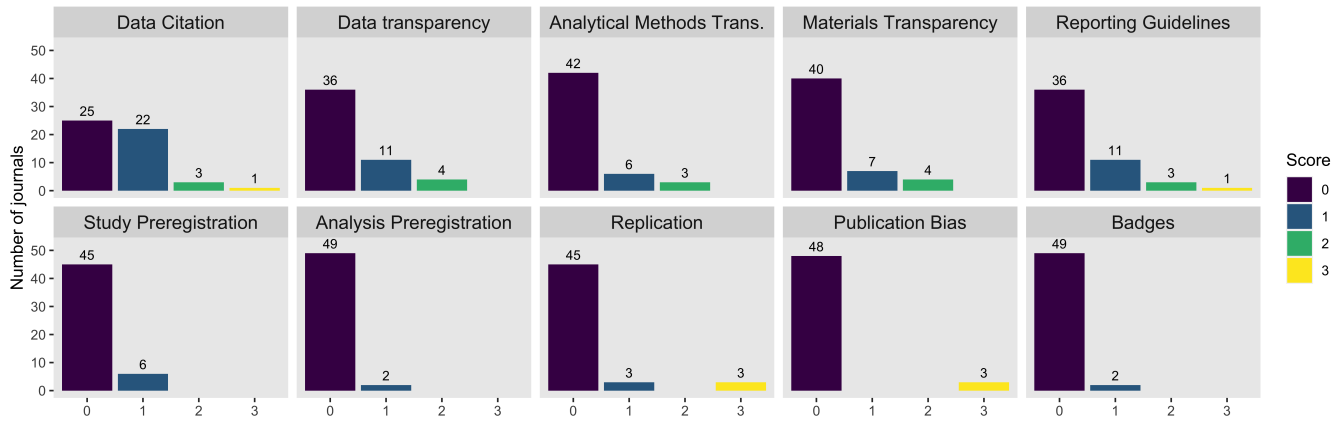 Data Citation
Data transparency
Analytical Methods Trans.
Materials Transparency
Reporting Guidelines
50
40
30
20
10
0
25
22
3
1
36
11
4
42
6
3
40
7
4
36
11
3
1
Number of journals
Study Preregistration
Analysis Preregistration
Replication
Publication Bias
Badges
50
40
30
20
10
0
45
6
49
2
45
3
3
48
3
49
2
0 1 2 3
0 1 2 3
0 1 2 3
0 1 2 3
0 1 2 3
Score
0
1
2
3